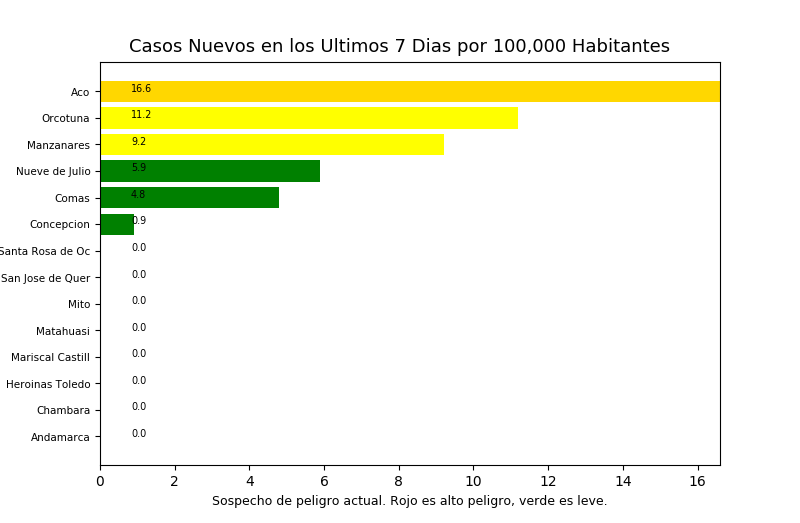 Casos Nuevos en los Ultimos 7 Dias por 100,000 Habitantes
Aco 16.6
Orcotuna 11.2
Manzanares 9.2
Nueve de Julio 5.9
Comas 4.8
Concepcion 0.9
Santa Rosa de Oc 0.0
San Jose de Quer 0.0
Mito 0.0
Matahuasi 0.0
Mariscal Castill 0.0
Heroinas Toledo 0.0
Chambara 0.0
Andamarca 0.0
0 2 4 6 8 10 12 14 16
Sospecho de peligro actual. Rojo es alto peligro, verde es leve.